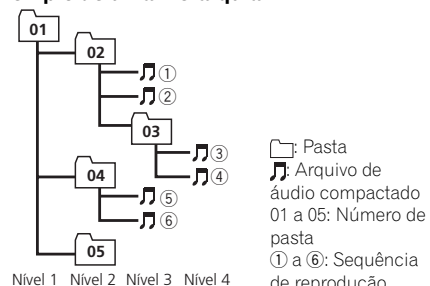 01
02
①
②
03
③
④
04
⑤
⑥
05
Nível 1 Nível 2 Nível 3 Nível 4
: Pasta
: Arquivo de
áudio compactado
01 a 05: Número de
pasta
① a ⑥: Sequência
de reprodução